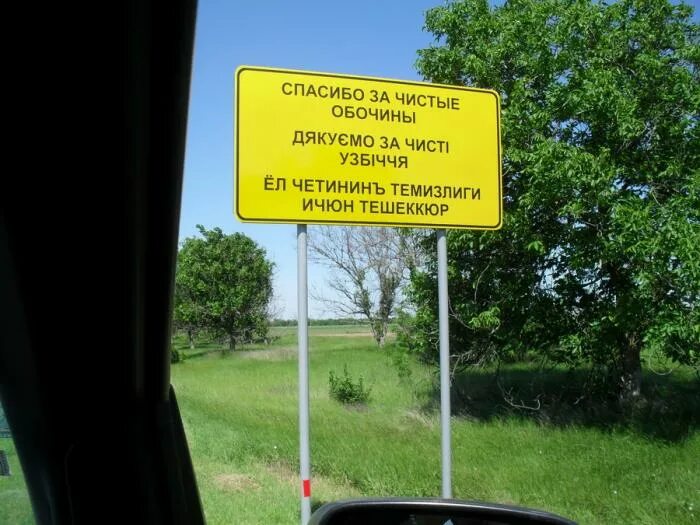 СПАСИБО ЗА ЧИСТЫЕ
ОБОЧИНЫ
ДЯКУЄМО ЗА ЧИСТІ
УЗБІЧЧЯ
ЁЛ ЧЕТИНИНЪ ТЕМИЗЛИГИ
ИЧЮН ТЕШЕККЮР